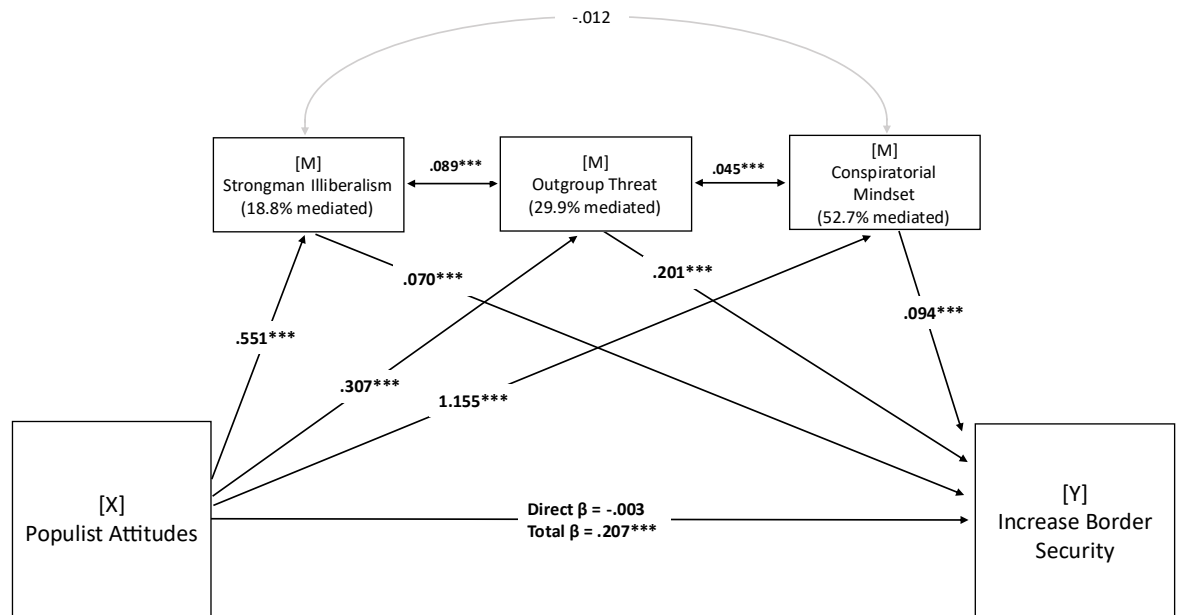 -.012
[M]
Strongman Illiberalism
(18.8% mediated)
.089***
[M]
Outgroup Threat
(29.9% mediated)
.045***
[M]
Conspiratorial
Mindset
(52.7% mediated)
.070***
.201***
.094***
.551***
.307***
1.155***
[X]
Populist Attitudes
Direct β = -.003
Total β = .207***
[Y]
Increase Border
Security